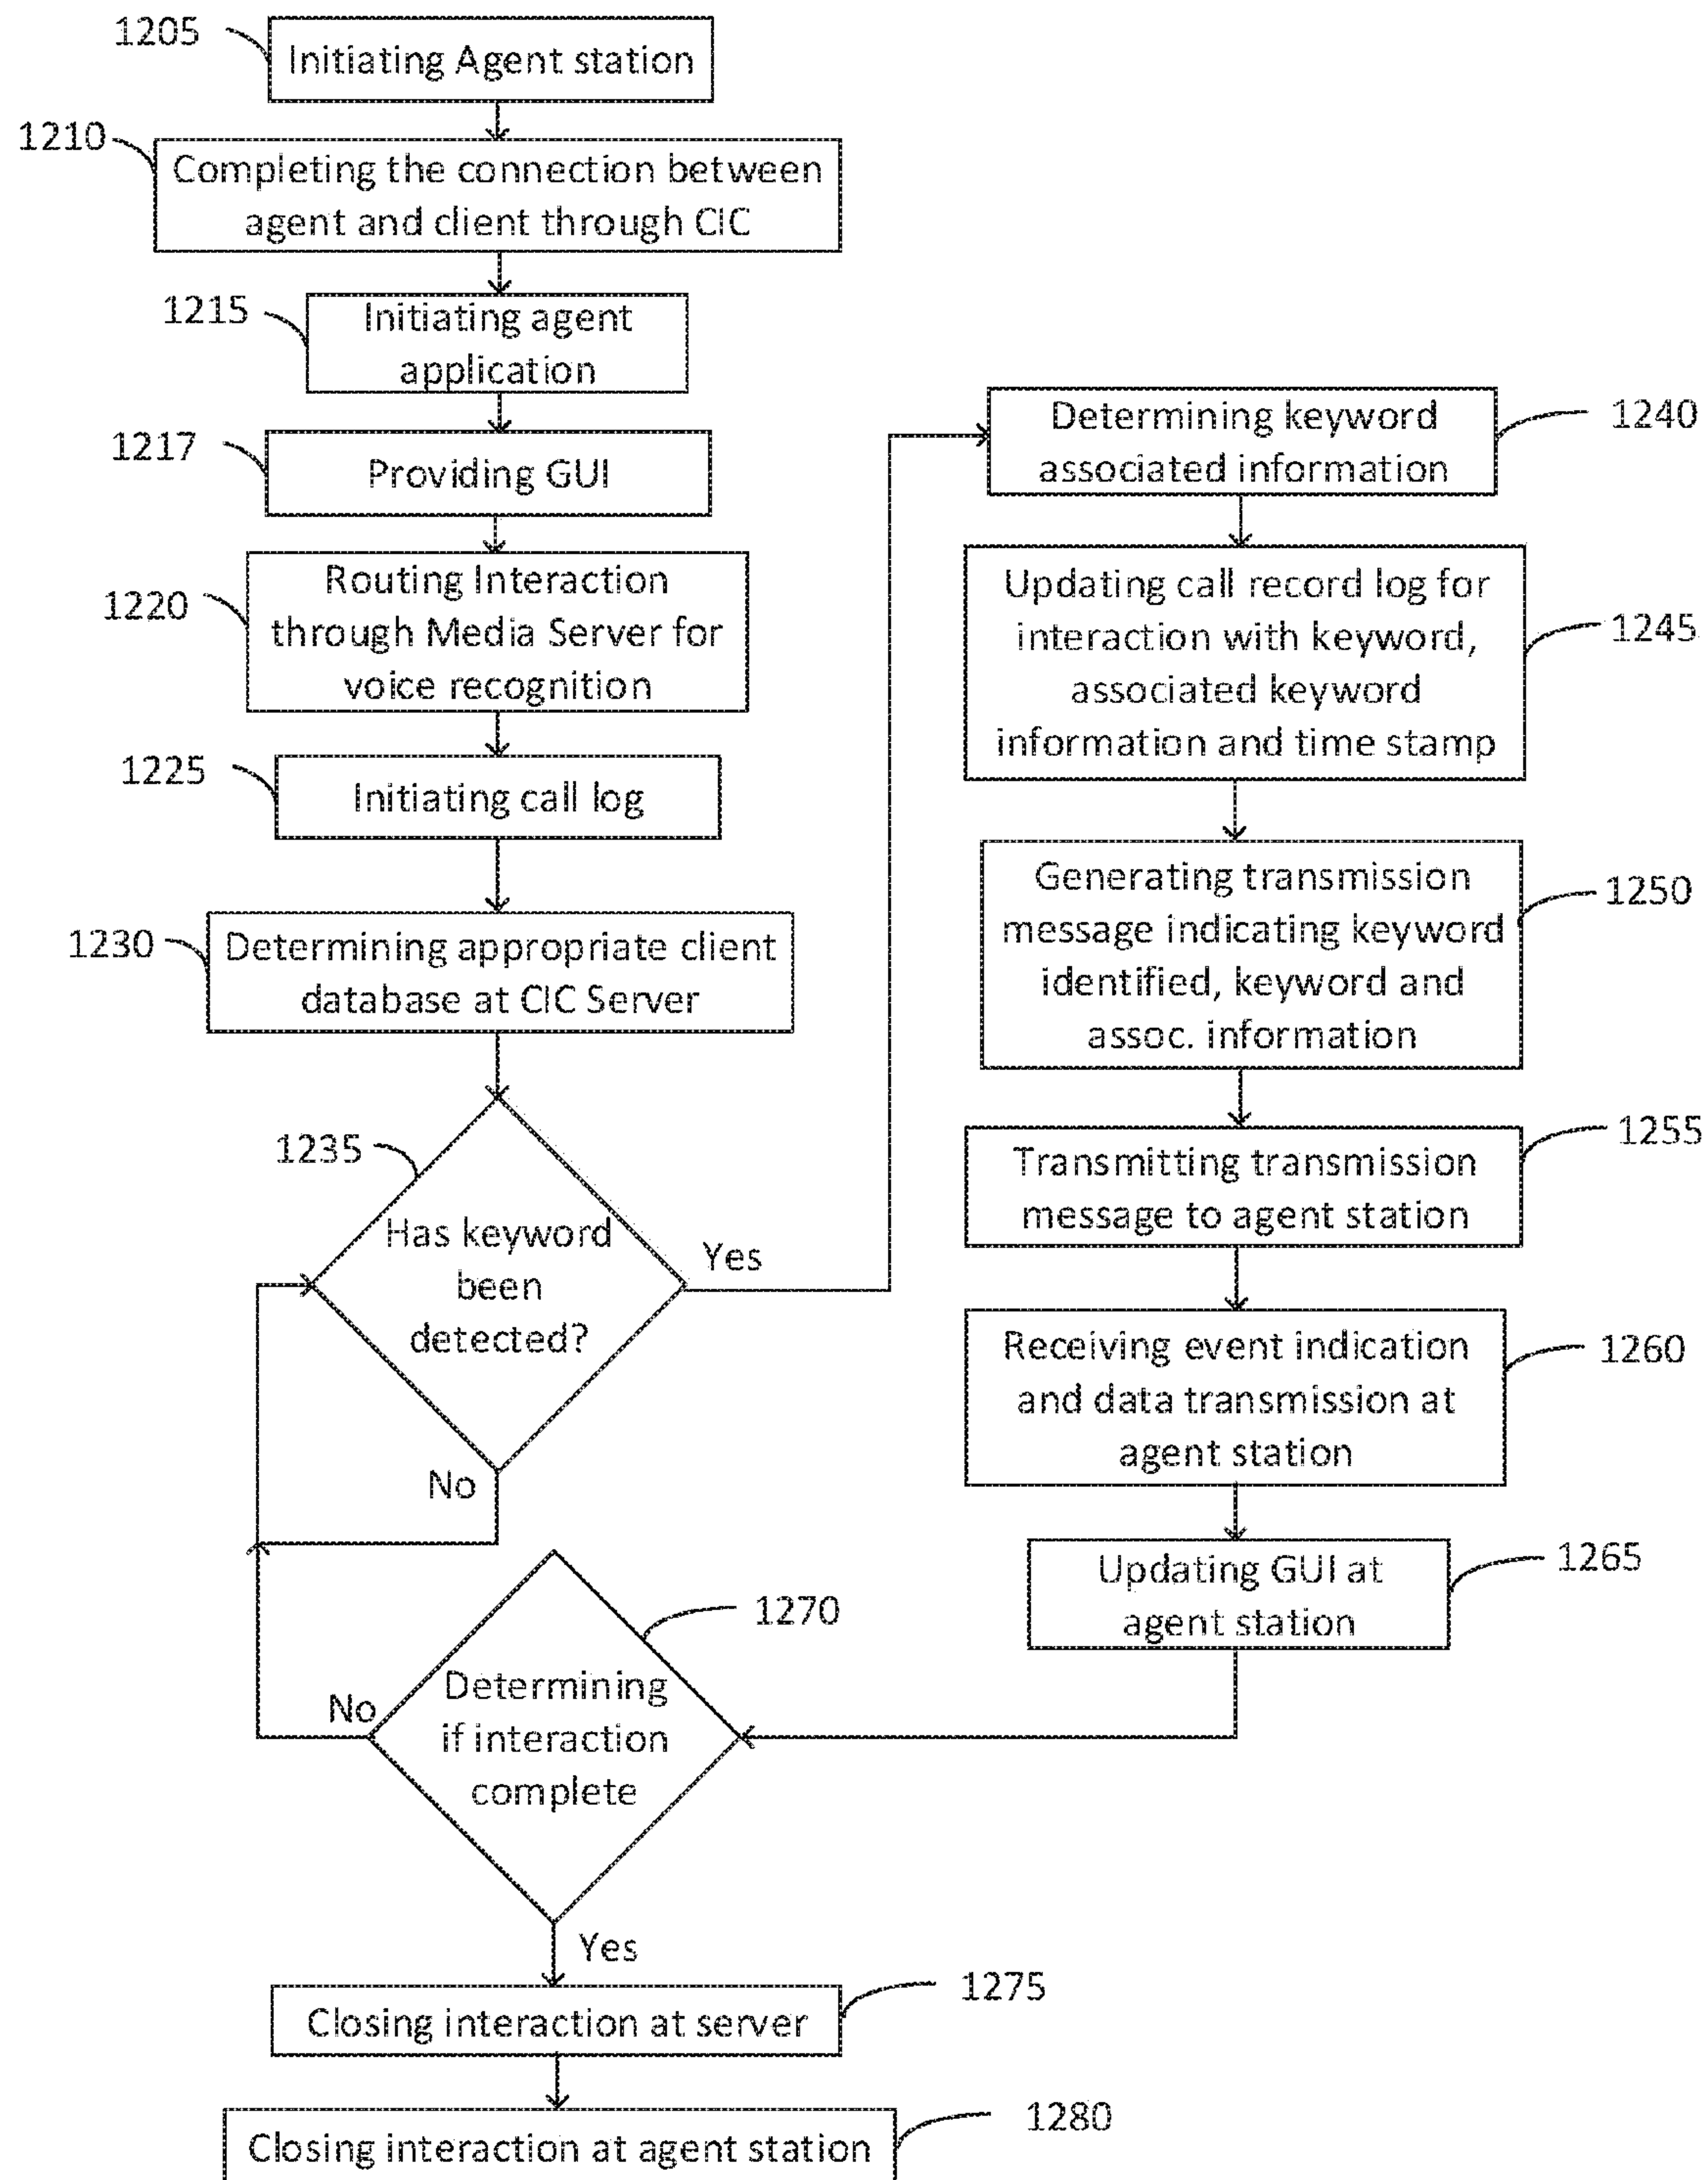 1205
Initiating Agent station
1210
Completing the connection between
agent and client through CIC
1215
Initiating agent
application
1217
Providing GUI
1220
Routing Interaction
through Media Server for
voice recognition
1225
Initiating call log
1230
Determining appropriate client
database at CIC Server
1235
Has keyword
been
detected?
Yes
No
1240
Determining keyword
associated information
1245
Updating call record log for
interaction with keyword,
associated keyword
information and time stamp
1250
Generating transmission
message indicating keyword
identified, keyword and
assoc. information
1255
Transmitting transmission
message to agent station
1260
Receiving event indication
and data transmission at
agent station
1265
Updating GUI at
agent station
1270
Determining
if interaction
complete
No
Yes
1275
Closing interaction at server
1280
Closing interaction at agent station